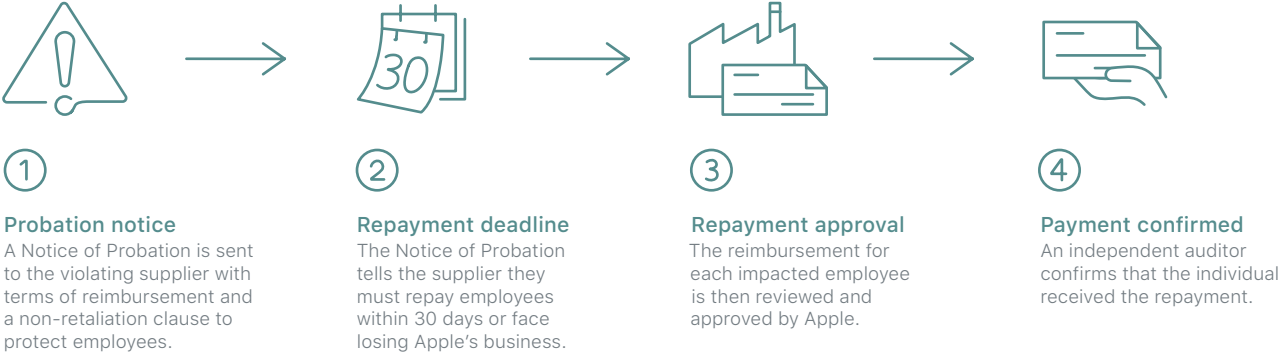 30
1
Probation notice
A Notice of Probation is sent
to the violating supplier with
terms of reimbursement and
a non-retaliation clause to
protect employees.
2
Repayment deadline
The Notice of Probation
tells the supplier they
must repay employees
within 30 days or face
losing Apple’s business.
3
Repayment approval
The reimbursement for
each impacted employee
is then reviewed and
approved by Apple.
4
Payment confirmed
An independent auditor
confirms that the individual
received the repayment.